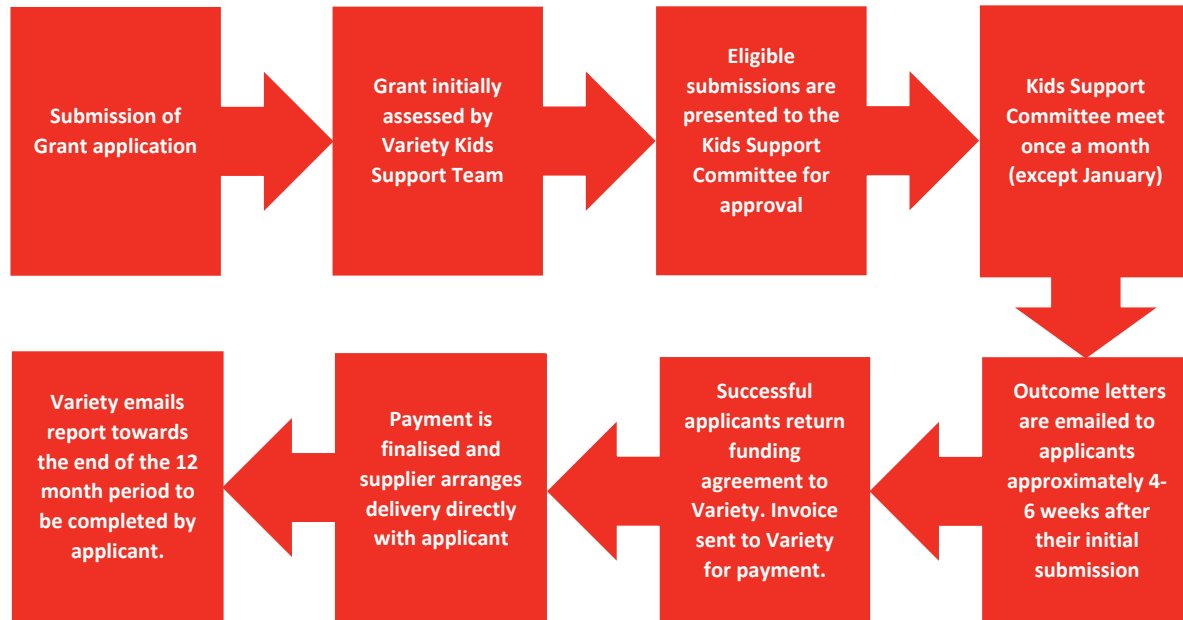 Submission of
Grant application
Grant initially
assessed by
Variety Kids
Support Team
Eligible
submissions are
presented to the
Kids Support
Committee for
approval
Kids Support
Committee meet
once a month
(except January)
Outcome letters
are emailed to
applicants
approximately 4-
6 weeks after
their initial
submission
Successful
applicants return
funding
agreement to
Variety. Invoice
sent to Variety
for payment.
Payment is
finalised and
supplier arranges
delivery directly
with applicant
Variety emails
report towards
the end of the 12
month period to
be completed by
applicant.